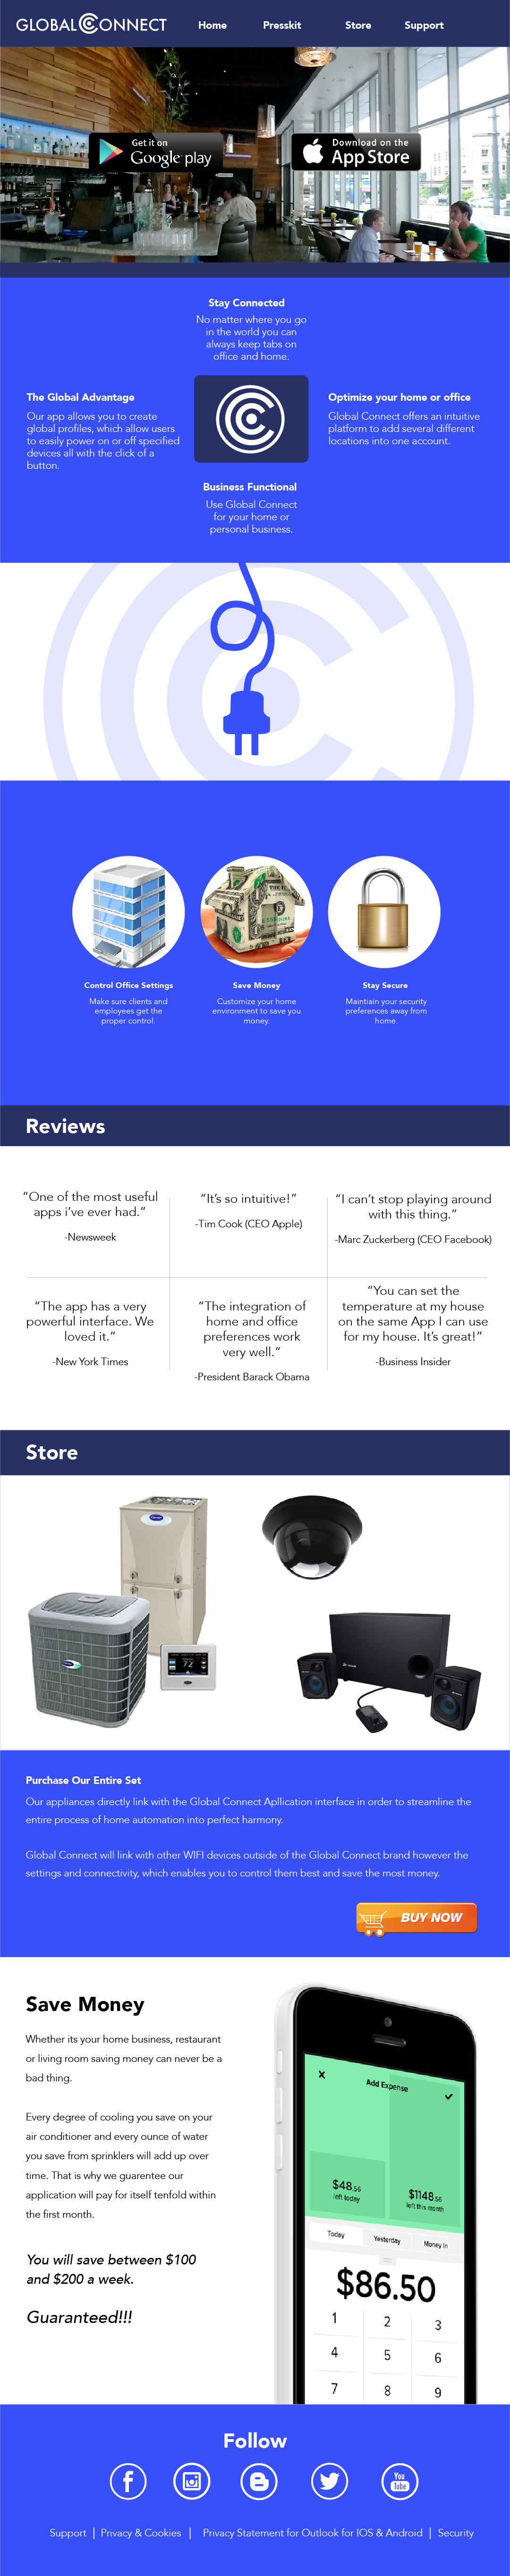 GLOBAL CONNECT
Home Presskit Store Support
Get it on
Google play
Download on the
App Store
Stay Connected
No matter where you go
in the world you can
always keep tabs on
office and home.
The Global Advantage
Our app allows you to create
global profiles, which allow users
to easily power on or off specified
devices all with the click of a
button.
Optimize your home or office
Global Connect offers an intuitive
platform to add several different
locations into one account.
Business Functional
Use Global Connect
for your home or
personal business.
Control Office Settings
Make sure clients and
employees get the
proper control.
Save Money
Customize your home
environment to save you
money.
Stay Secure
Maintiain your security
preferences away from
home.
Reviews
“One of the most useful
apps i’ve ever had.”
-Newsweek
“It’s so intuitive!”
-Tim Cook (CEO Apple)
“I can’t stop playing around
with this thing.”
-Marc Zuckerberg (CEO Facebook)
“The app has a very
powerful interface. We
loved it.”
-New York Times
“The integration of
home and office
preferences work
very well.”
-President Barack Obama
“You can set the
temperature at my house
on the same App I can use
for my house. It’s great!”
-Business Insider
Store
72
Purchase Our Entire Set
Our appliances directly link with the Global Connect Apllication interface in order to streamline the
entire process of home automation into perfect harmony.
Global Connect will link with other WIFI devices outside of the Global Connect brand however the
settings and connectivity, which enables you to control them best and save the most money.
BUY NOW
Save Money
Whether its your home business, restaurant
or living room saving money can never be a
bad thing.
Every degree of cooling you save on your
air conditioner and every ounce of water
you save from sprinklers will add up over
time. That is why we guarentee our
application will pay for itself tenfold within
the first month.
You will save between $100
and $200 a week.
Guaranteed!!!
Add Expense
$48.56
left today
$1148.56
left this month
Today Yesterday Money In
$86.50
1 2 3
4 5 6
7 8 9
Follow
You
Tube
Support | Privacy & Cookies | Privacy Statement for Outlook for IOS & Android | Security